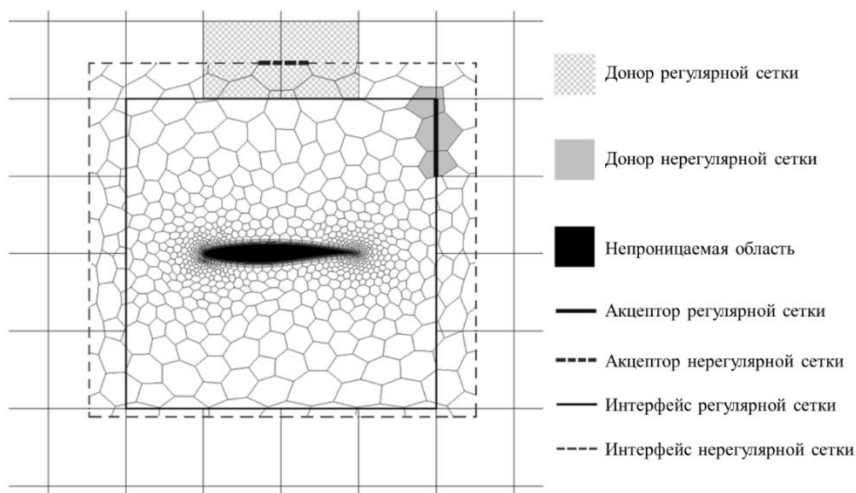 Донор регулярной сетки
Донор нерегулярной сетки
Непроницаемая область
Акцептор регулярной сетки
Акцептор нерегулярной сетки
Интерфейс регулярной сетки
Интерфейс нерегулярной сетки